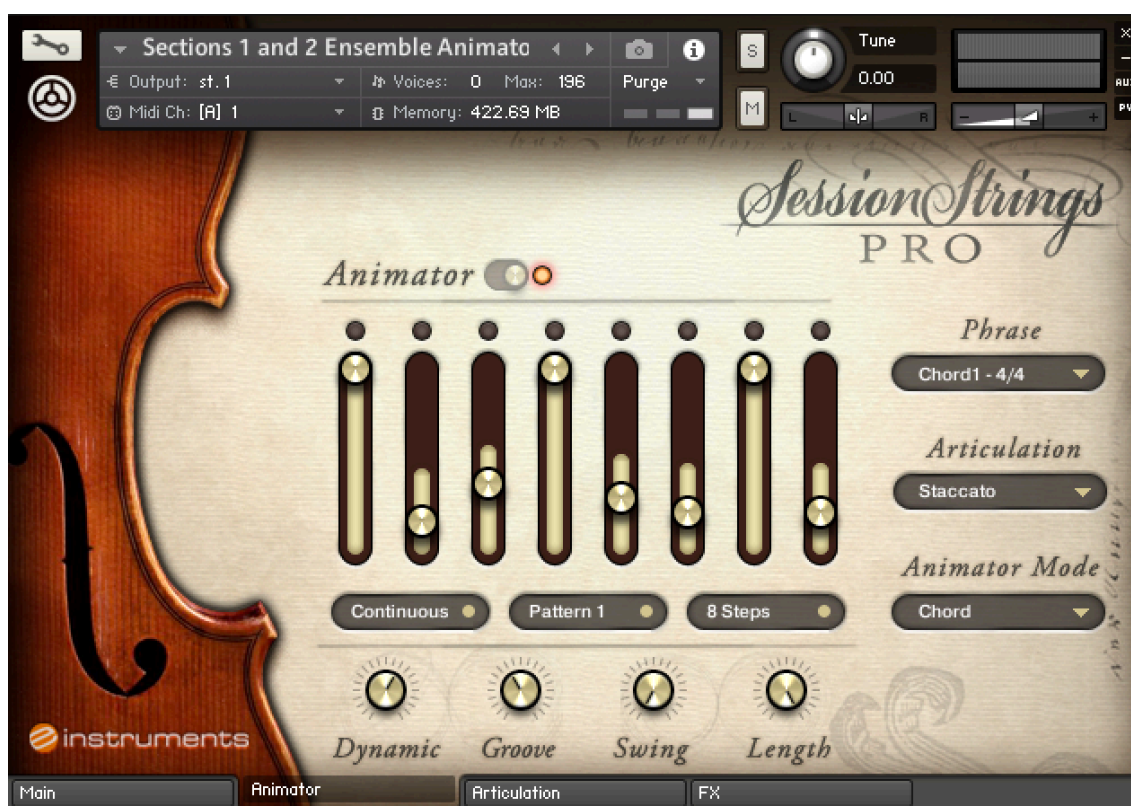 Sections 1 and 2 Ensemble Animato
Output: st. 1
Voices: 0 Max: 196
Purge
Midi Ch: [A] 1
Memory: 422.69 MB
S
M
Tune
0.00
L R
- +
×
-
AUX
PV
Session Strings
PRO
Animator
Phrase
Chord1 - 4/4
Articulation
Staccato
Animator Mode
Chord
Continuous
Pattern 1
8 Steps
Dynamic
Groove
Swing
Length
e instruments
Main
Animator
Articulation
FX